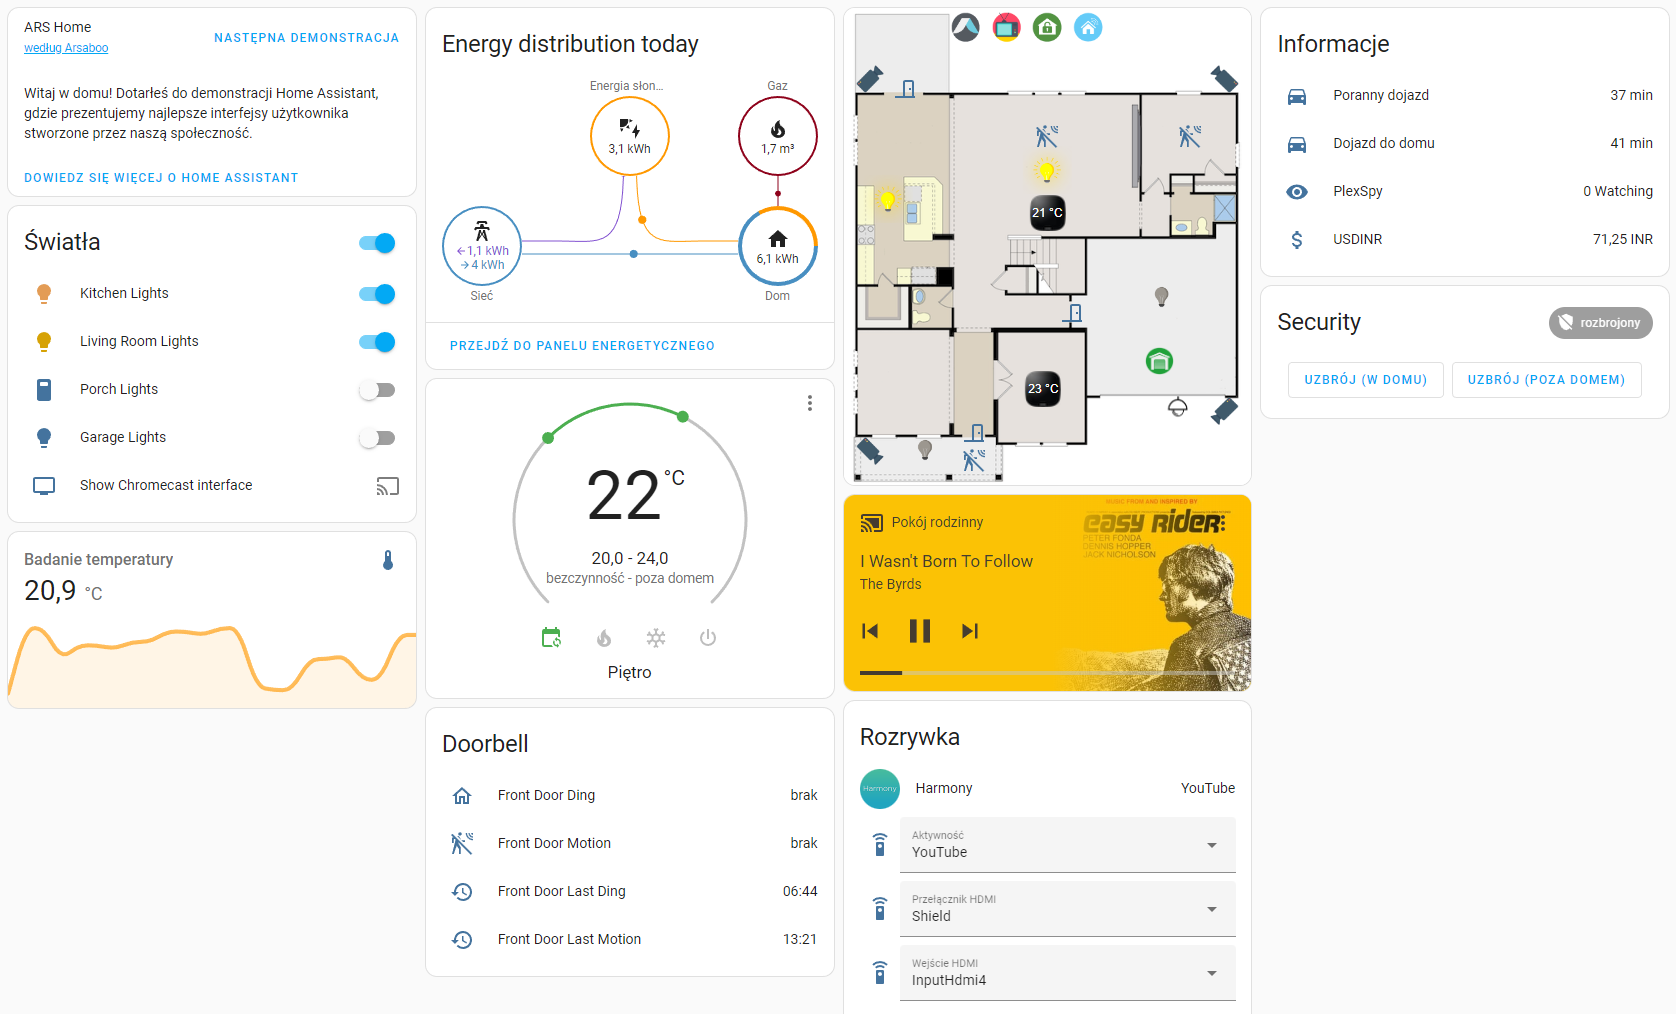 ARS Home
według Arsaboo
NASTĘPNA DEMONSTRACJA
Witaj w domu! Dotarłeś do demonstracji Home Assistant,
gdzie prezentujemy najlepsze interfejsy użytkownika
stworzone przez naszą społeczność.
DOWIEDZ SIĘ WIĘCEJ O HOME ASSISTANT
Światła
Kitchen Lights
Living Room Lights
Porch Lights
Garage Lights
Show Chromecast interface
Badanie temperatury
20,9 °C
Energy distribution today
Energia słon...
Gaz
3,1 kWh
1,7 m³
←1,1 kWh
→4 kWh
6,1 kWh
Sieć
Dom
PRZEJDŹ DO PANELU ENERGETYCZNEGO
22 °C
20,0 - 24,0
bezczynność - poza domem
Piętro
Doorbell
Front Door Ding brak
Front Door Motion brak
Front Door Last Ding 06:44
Front Door Last Motion 13:21
21 °C
23 °C
Pokój rodzinny
I Wasn't Born To Follow
The Byrds
MUSIC FROM AND INSPIRED BY
easy RIDER:
PETER FONDA
DENNIS HOPPER
JACK NICHOLSON
Rozrywka
Harmony
Harmony YouTube
Aktywność
YouTube
Przełącznik HDMI
Shield
Wejście HDMI
InputHdmi4
Informacje
Poranny dojazd 37 min
Dojazd do domu 41 min
PlexSpy 0 Watching
USDINR 71,25 INR
Security
rozbrojony
UZBRÓJ (W DOMU)
UZBRÓJ (POZA DOMEM)